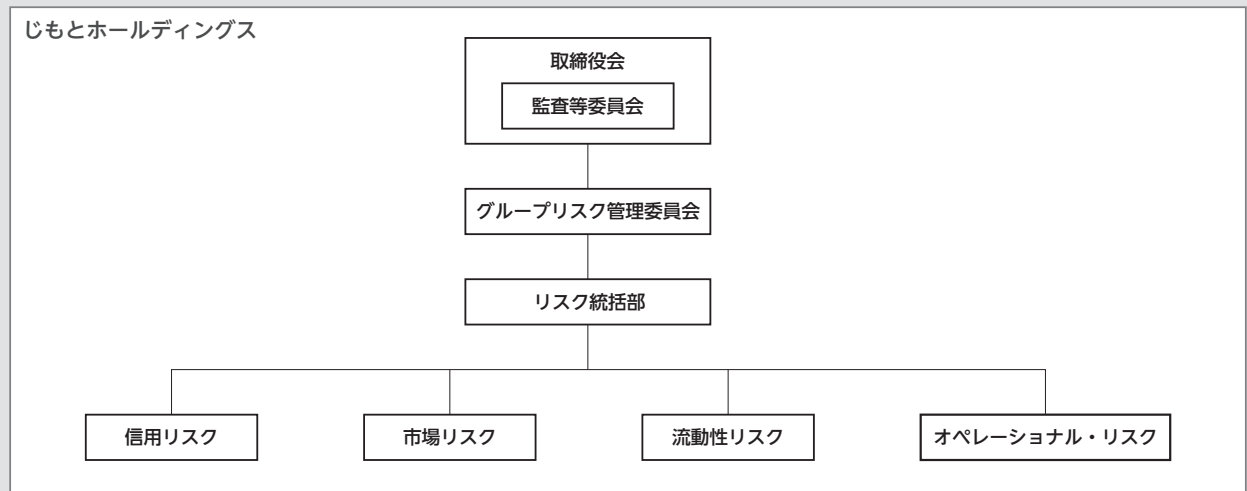 じもとホールディングス
取締役会
監査等委員会
グループリスク管理委員会
リスク統括部
信用リスク
市場リスク
流動性リスク
オペレーショナル・リスク